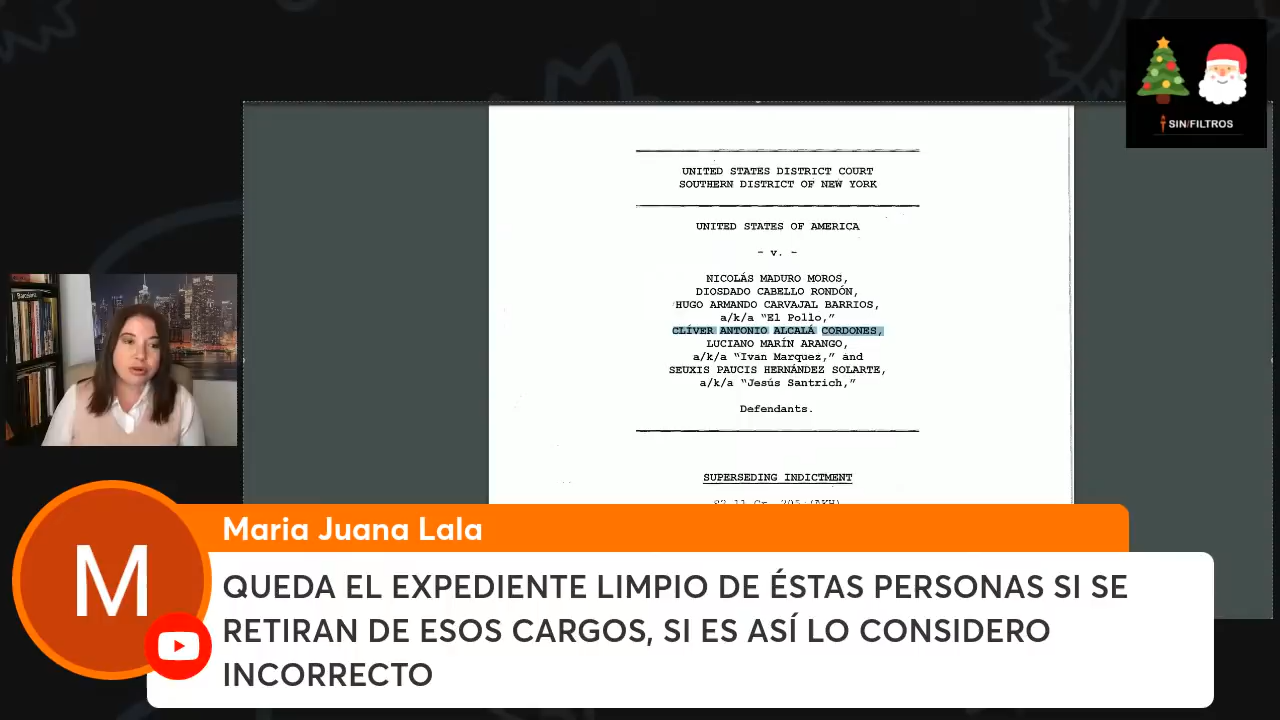 SIN/FILTROS
UNITED STATES DISTRICT COURT
SOUTHERN DISTRICT OF NEW YORK
UNITED STATES OF AMERICA
- v. -
NICOLÁS MADURO MOROS,
DIOSDADO CABELLO RONDÓN,
HUGO ARMANDO CARVAJAL BARRIOS,
a/k/a "El Pollo,"
CLÍVER ANTONIO ALCALÁ CORDONES,
LUCIANO MARÍN ARANGO,
a/k/a "Ivan Marquez," and
SEUXIS PAUCIS HERNÁNDEZ SOLARTE,
a/k/a "Jesús Santrich,"
Defendants.
SUPERSEDING INDICTMENT
M
Maria Juana Lala
QUEDA EL EXPEDIENTE LIMPIO DE ÉSTAS PERSONAS SI SE
RETIRAN DE ESOS CARGOS, SI ES ASÍ LO CONSIDERO
INCORRECTO